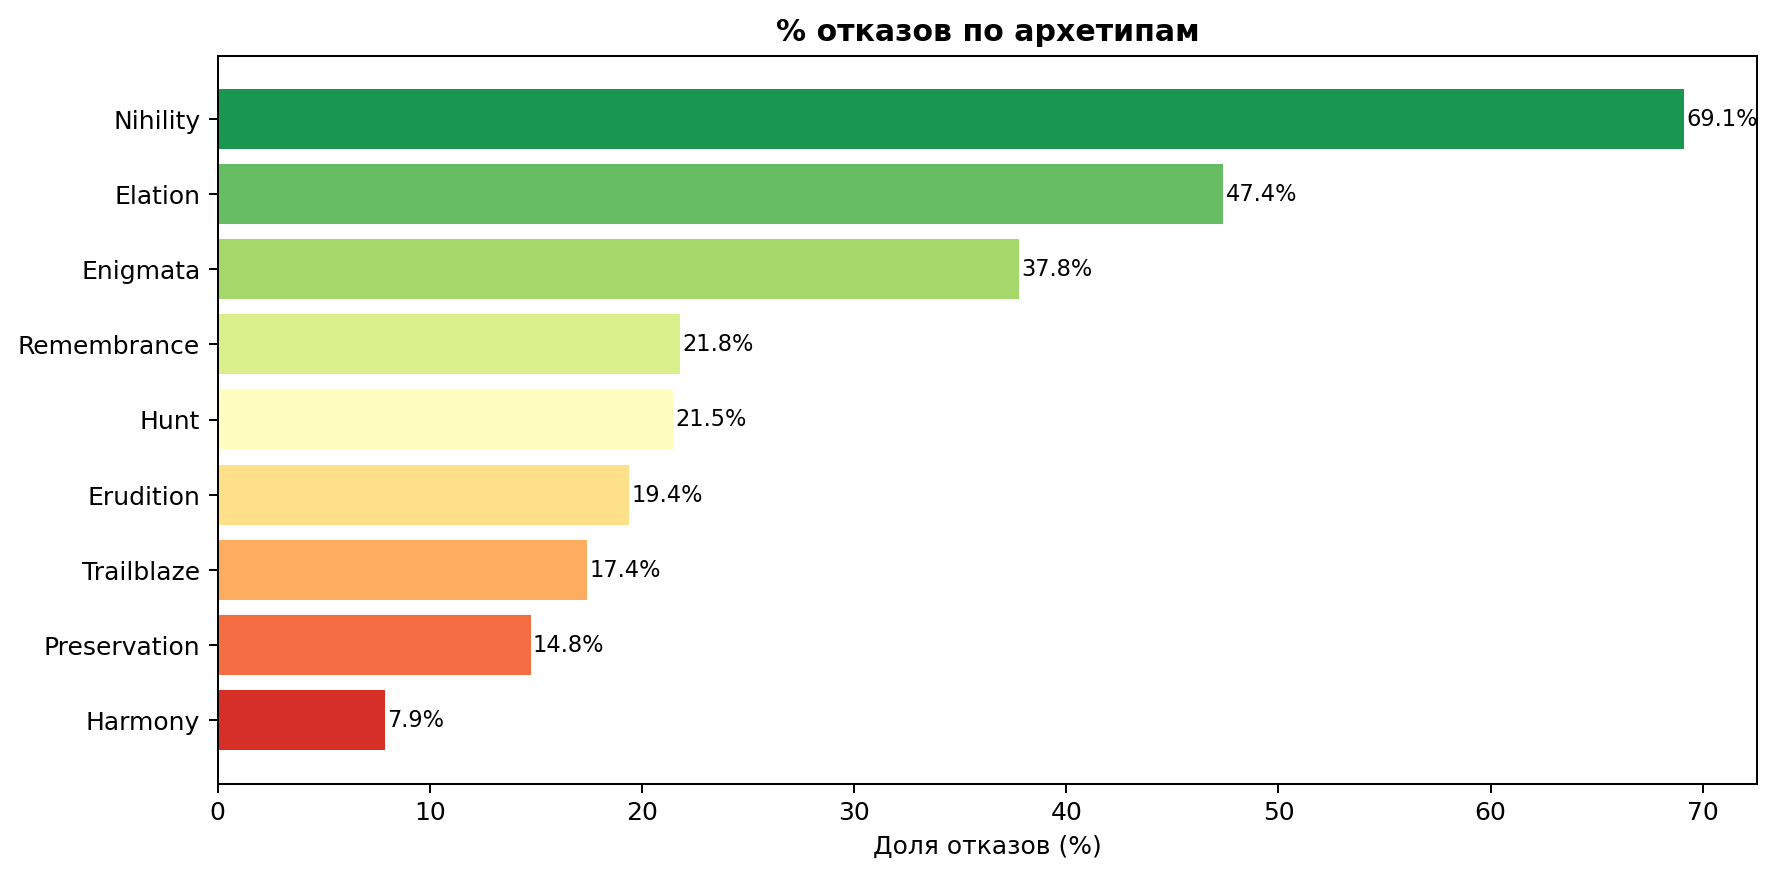 % отказов по архетипам
Nihility 69.1%
Elation 47.4%
Enigmata 37.8%
Remembrance 21.8%
Hunt 21.5%
Erudition 19.4%
Trailblaze 17.4%
Preservation 14.8%
Harmony 7.9%
0 10 20 30 40 50 60 70
Доля отказов (%)